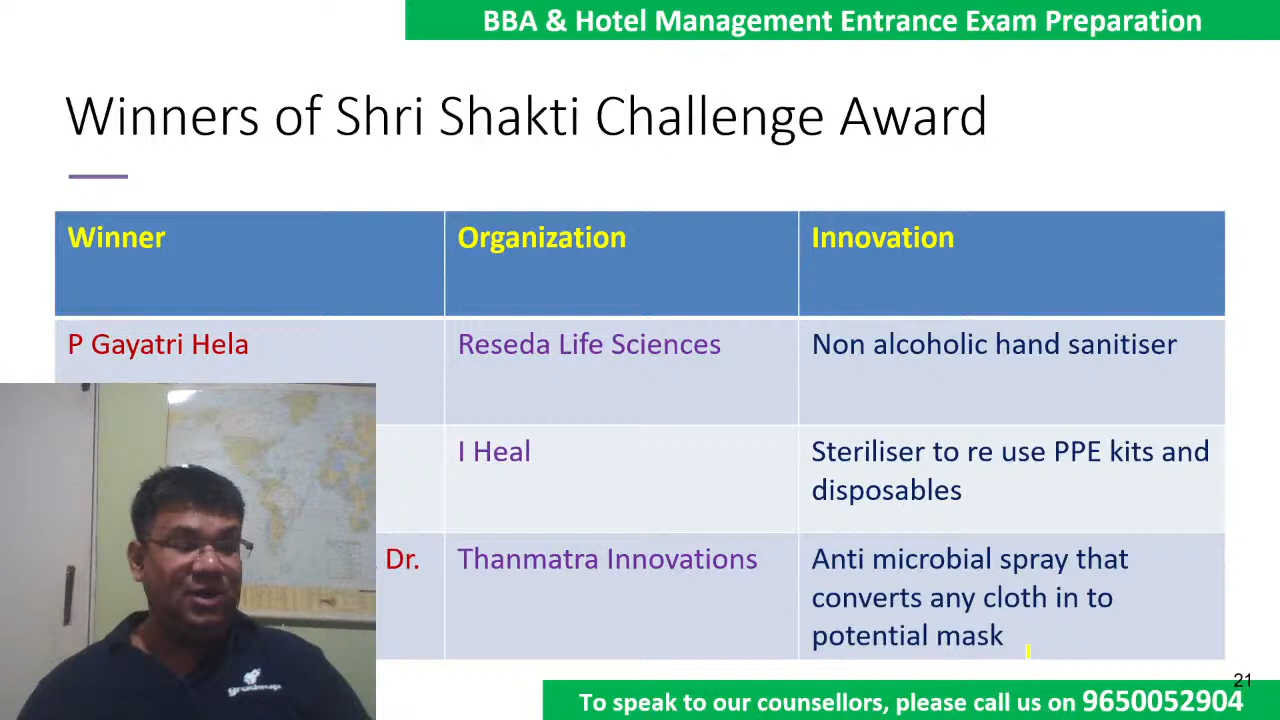 BBA & Hotel Management Entrance Exam Preparation
Winners of Shri Shakti Challenge Award
Winner Organization Innovation
P Gayatri Hela Reseda Life Sciences Non alcoholic hand sanitiser
I Heal Steriliser to re use PPE kits and
disposables
Dr. Thanmatra Innovations Anti microbial spray that
converts any cloth in to
potential mask
gradeup
21
To speak to our counsellors, please call us on 9650052904